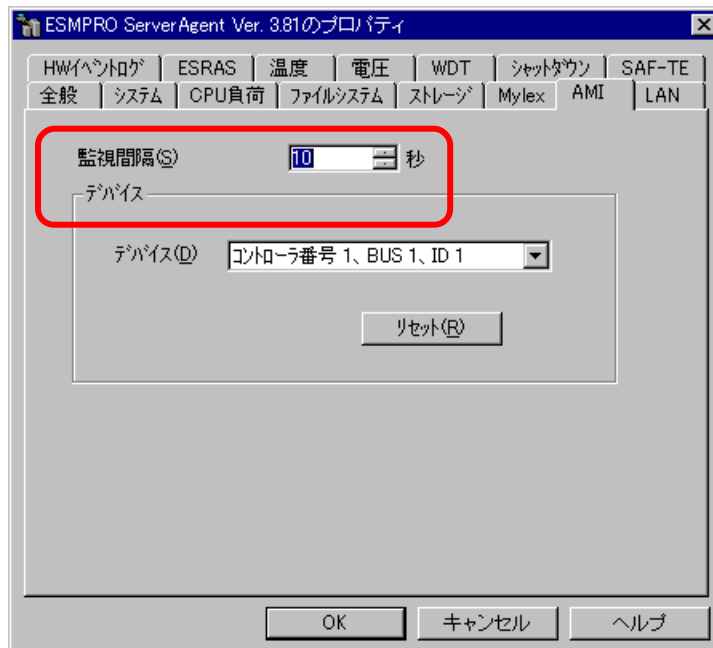 ESMPRO ServerAgent Ver. 3.81のプロパティ
HWｲﾍﾞﾝﾄﾛｸﾞ ESRAS 温度 電圧 WDT ｼｬｯﾄﾀﾞｳﾝ SAF-TE
全般 ｼｽﾃﾑ CPU負荷 ﾌｧｲﾙｼｽﾃﾑ ｽﾄﾚｰｼﾞ Mylex AMI LAN
監視間隔(S) 10 秒
ﾃﾞﾊﾞｲｽ
ﾃﾞﾊﾞｲｽ(D) ｺﾝﾄﾛｰﾗ番号 1、BUS 1、ID 1
ﾘｾｯﾄ(R)
OK キャンセル ヘルプ